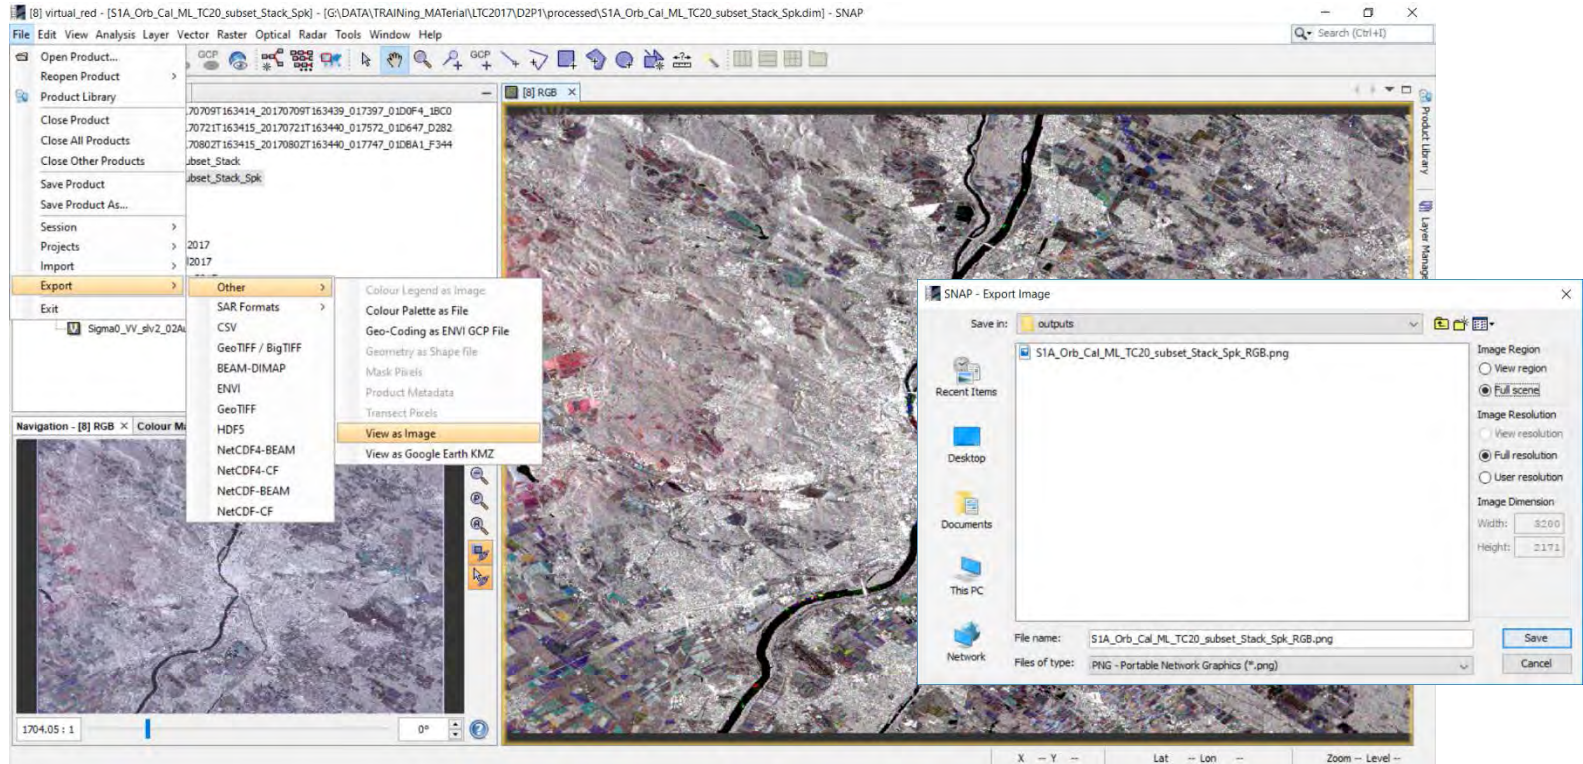 [8] virtual_red - [S1A_Orb_Cal_ML_TC20_subset_Stack_Spk] - [G:\DATA\TRAINing_MATerial\LTC2017\D2P1\processed\S1A_Orb_Cal_ML_TC20_subset_Stack_Spk.dim] - SNAP
File Edit View Analysis Layer Vector Raster Optical Radar Tools Window Help
Search (Ctrl+I)
GCP
GCP
Open Product...
Reopen Product
Product Library
Close Product
Close All Products
Close Other Products
Save Product
Save Product As...
Session
Projects
Import
Export
Exit
70709T163414_20170709T163439_017397_01D0F4_1BC0
70721T163415_20170721T163440_017572_01D647_D282
70802T163415_20170802T163440_017747_01DBA1_F344
ubset_Stack
ubset_Stack_Spk
2017
l2017
Sigma0_VV_slv2_02Au
Other
SAR Formats
CSV
GeoTIFF / BigTIFF
BEAM-DIMAP
ENVI
GeoTIFF
HDF5
NetCDF4-BEAM
NetCDF4-CF
NetCDF-BEAM
NetCDF-CF
Colour Legend as Image
Colour Palette as File
Geo-Coding as ENVI GCP File
Geometry as Shape file
Mask Pixels
Product Metadata
Transect Pixels
View as Image
View as Google Earth KMZ
Navigation - [8] RGB
Colour Ma
1704.05 : 1
0°
[8] RGB
Product Library
Layer Manage
SNAP - Export Image
Save in:
outputs
S1A_Orb_Cal_ML_TC20_subset_Stack_Spk_RGB.png
Recent Items
Desktop
Documents
This PC
Network
Image Region
View region
Full scene
Image Resolution
View resolution
Full resolution
User resolution
Image Dimension
Width: 3200
Height: 2171
File name: S1A_Orb_Cal_ML_TC20_subset_Stack_Spk_RGB.png
Files of type: PNG - Portable Network Graphics (*.png)
Save
Cancel
X -- Y -- Lat -- Lon -- Zoom -- Level --